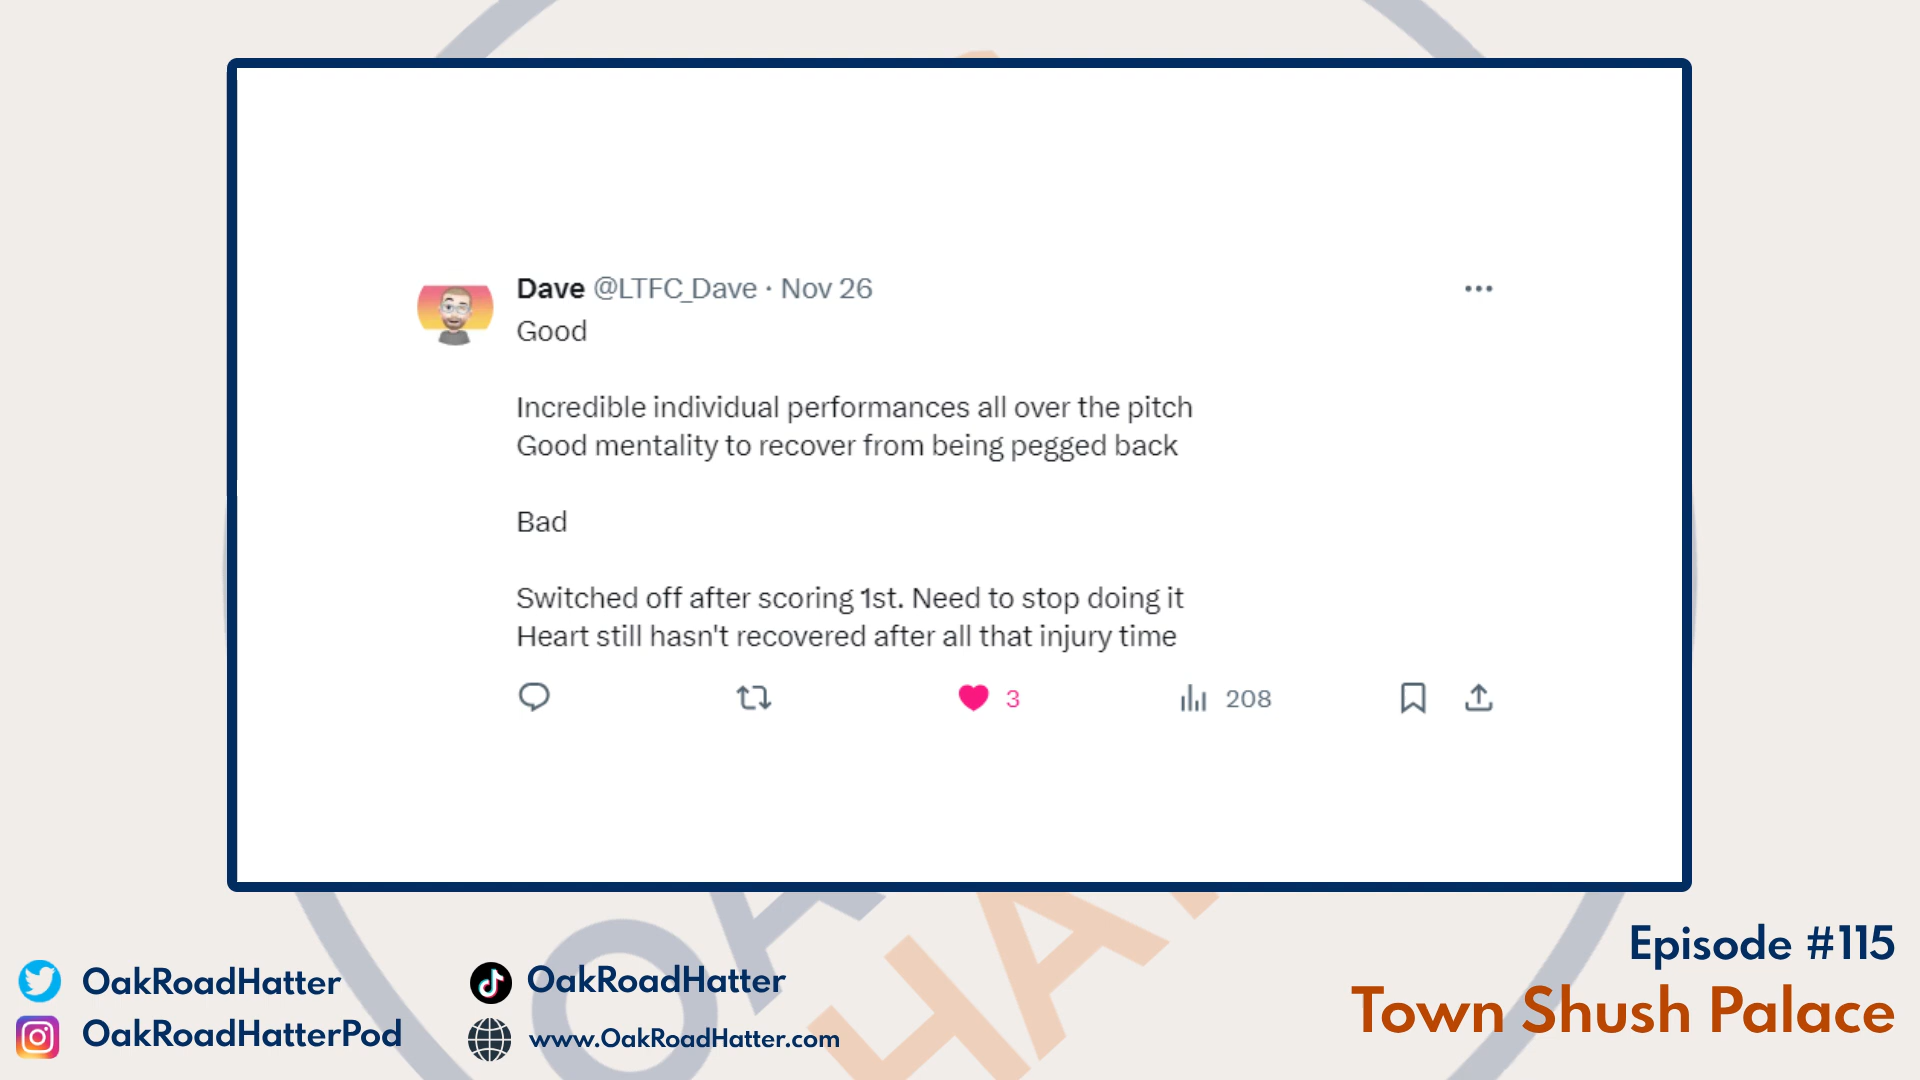 Dave @LTFC_Dave · Nov 26
Good
Incredible individual performances all over the pitch
Good mentality to recover from being pegged back
Bad
Switched off after scoring 1st. Need to stop doing it
Heart still hasn't recovered after all that injury time
3
208
OA
HA
Episode #115
Town Shush Palace
OakRoadHatter
OakRoadHatter
OakRoadHatterPod
www.OakRoadHatter.com